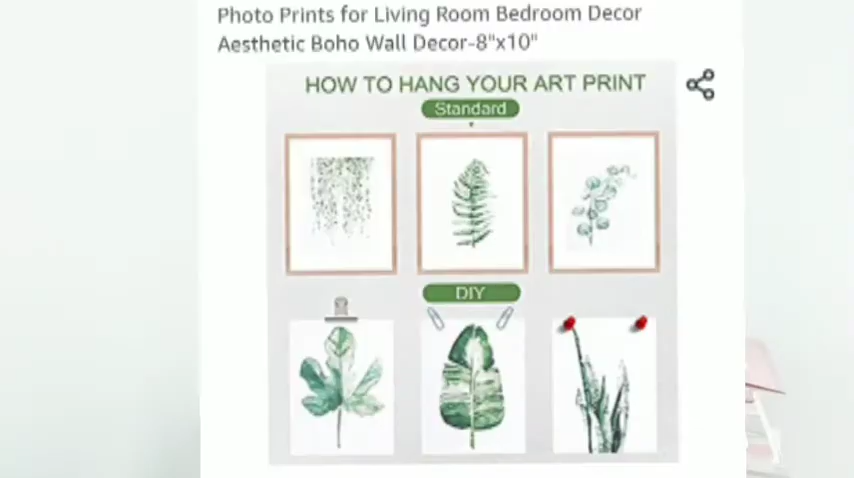 Photo Prints for Living Room Bedroom Decor
Aesthetic Boho Wall Decor-8"x10"
HOW TO HANG YOUR ART PRINT
Standard
DIY